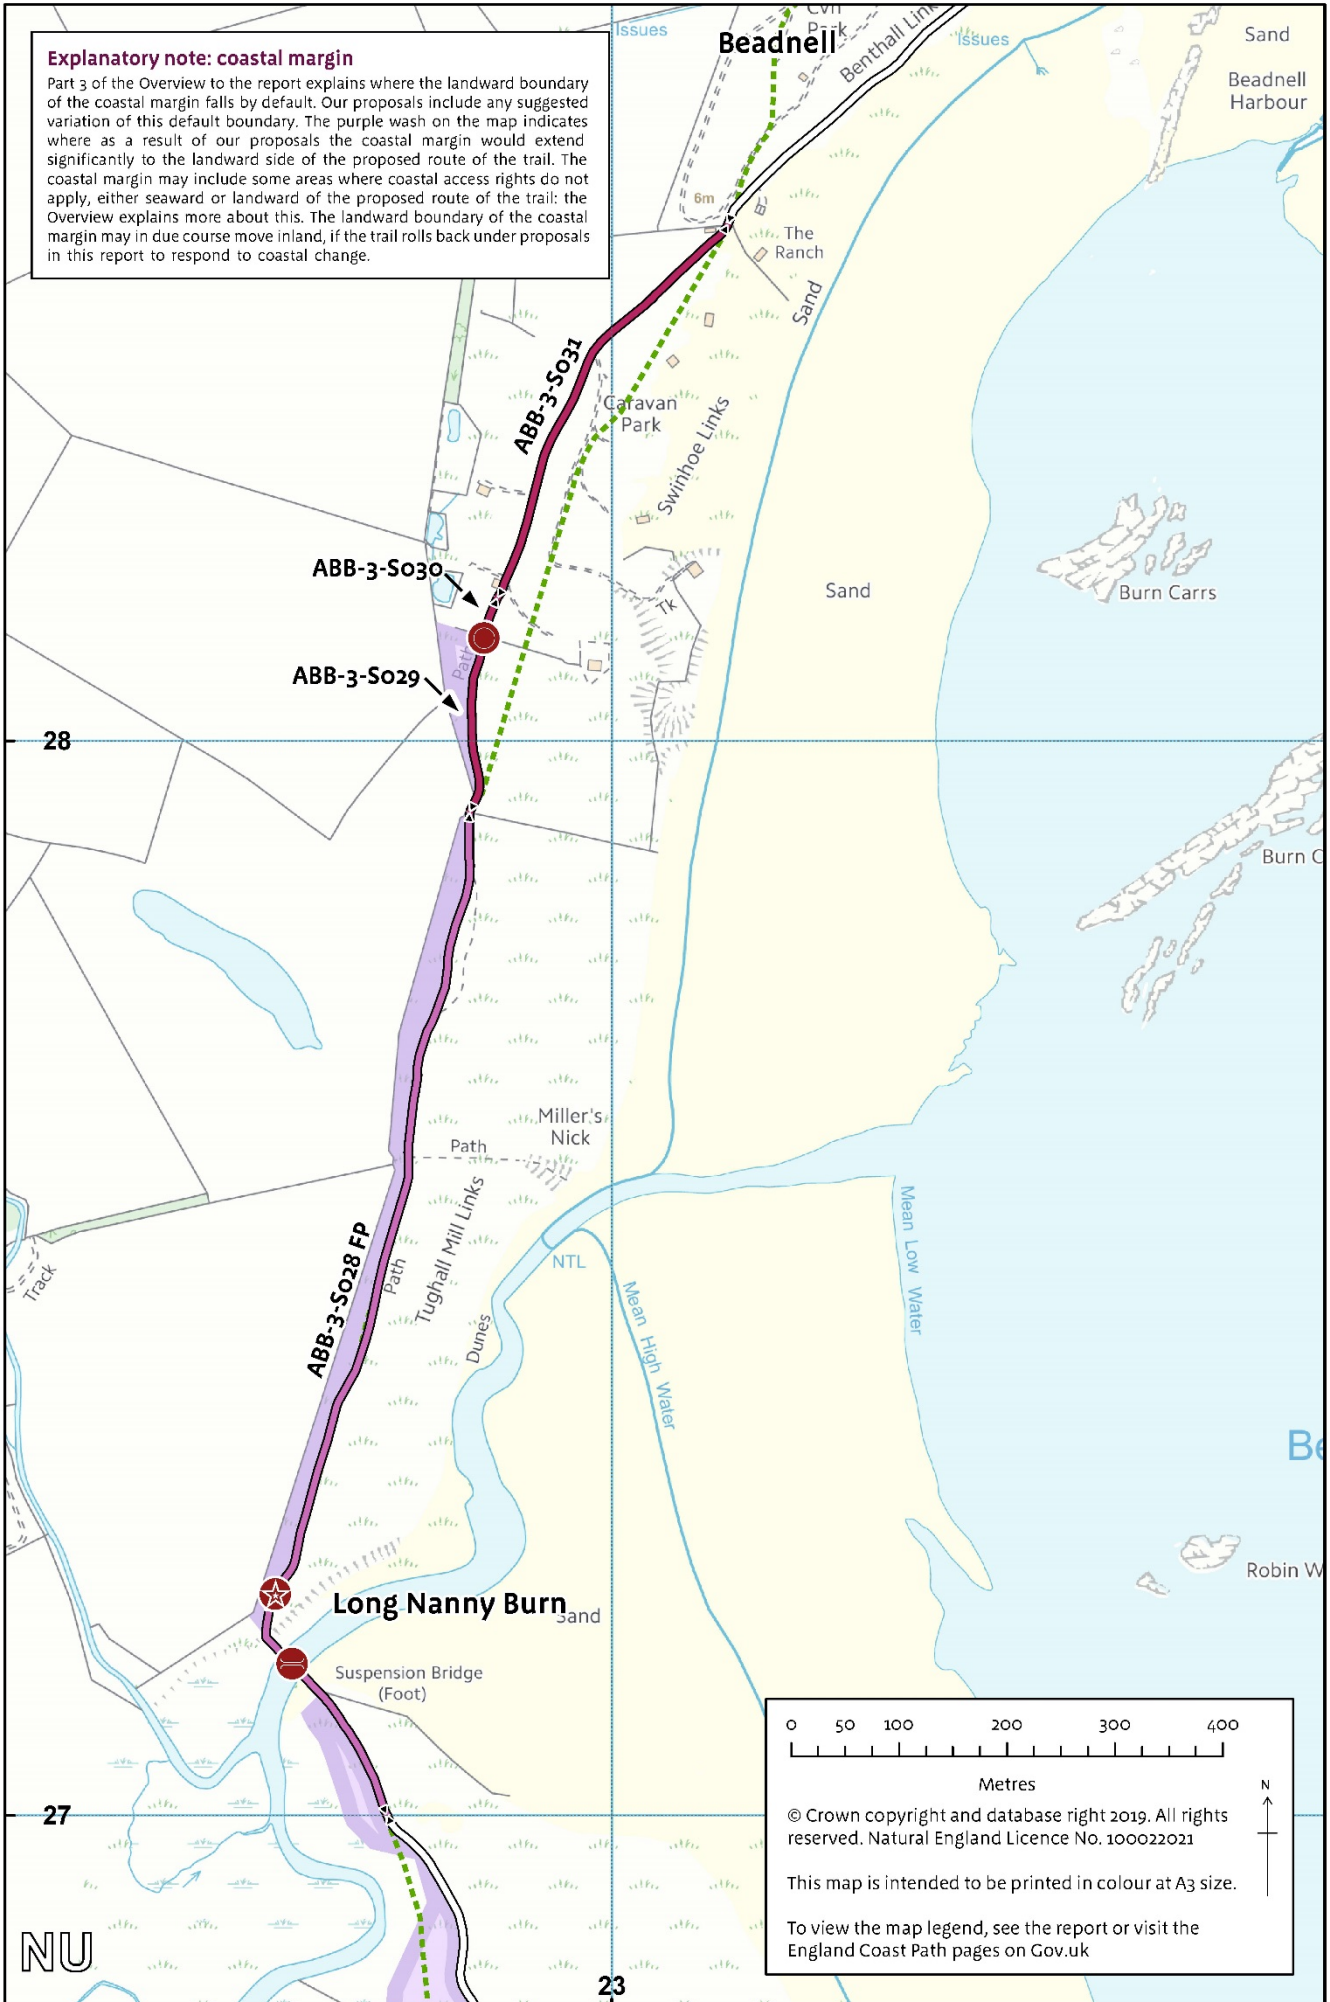 Explanatory note: coastal margin
Part 3 of the Overview to the report explains where the landward boundary
of the coastal margin falls by default. Our proposals include any suggested
variation of this default boundary. The purple wash on the map indicates
where as a result of our proposals the coastal margin would extend
significantly to the landward side of the proposed route of the trail. The
coastal margin may include some areas where coastal access rights do not
apply, either seaward or landward of the proposed route of the trail: the
Overview explains more about this. The landward boundary of the coastal
margin may in due course move inland, if the trail rolls back under proposals
in this report to respond to coastal change.
Issues
Cvn
Park
Beadnell
Benthall Link
Issues
Sand
Beadnell
Harbour
6m
The
Ranch
Sand
ABB-3-S031
Caravan
Park
Swinhoe Links
ABB-3-S030
Tk
Sand
Burn Carrs
Path
ABB-3-S029
28
Burn C
Miller's
Nick
Path
Tughall Mill Links
Mean Low Water
ABB-3-S028 FP
Path
NTL
Track
Dunes
Mean High Water
Be
Robin W
Long Nanny Burn
Sand
Suspension Bridge
(Foot)
0 50 100 200 300 400
Metres
N
27
© Crown copyright and database right 2019. All rights
reserved. Natural England Licence No. 100022021
This map is intended to be printed in colour at A3 size.
To view the map legend, see the report or visit the
England Coast Path pages on Gov.uk
NU
23